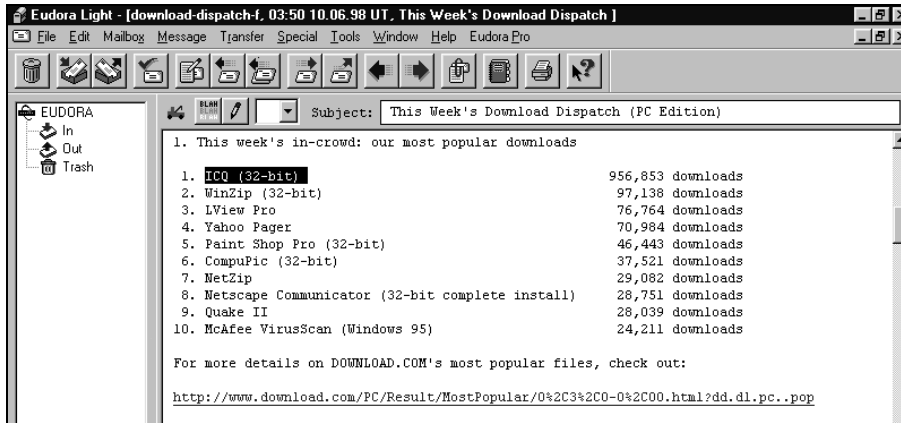 Eudora Light - [download-dispatch-f, 03:50 10.06.98 UT, This Week's Download Dispatch ]
File Edit Mailbox Message Transfer Special Tools Window Help Eudora Pro
EUDORA
In
Out
Trash
BLAH
BLAH
BLAH
Subject: This Week's Download Dispatch (PC Edition)
1. This week's in-crowd: our most popular downloads
1. ICQ (32-bit) 956,853 downloads
2. WinZip (32-bit) 97,138 downloads
3. LView Pro 76,764 downloads
4. Yahoo Pager 70,984 downloads
5. Paint Shop Pro (32-bit) 46,443 downloads
6. CompuPic (32-bit) 37,521 downloads
7. NetZip 29,082 downloads
8. Netscape Communicator (32-bit complete install) 28,751 downloads
9. Quake II 28,039 downloads
10. McAfee VirusScan (Windows 95) 24,211 downloads
For more details on DOWNLOAD.COM's most popular files, check out:
http://www.download.com/PC/Result/MostPopular/0%2C3%2C0-0%2C00.html?dd.dl.pc..pop